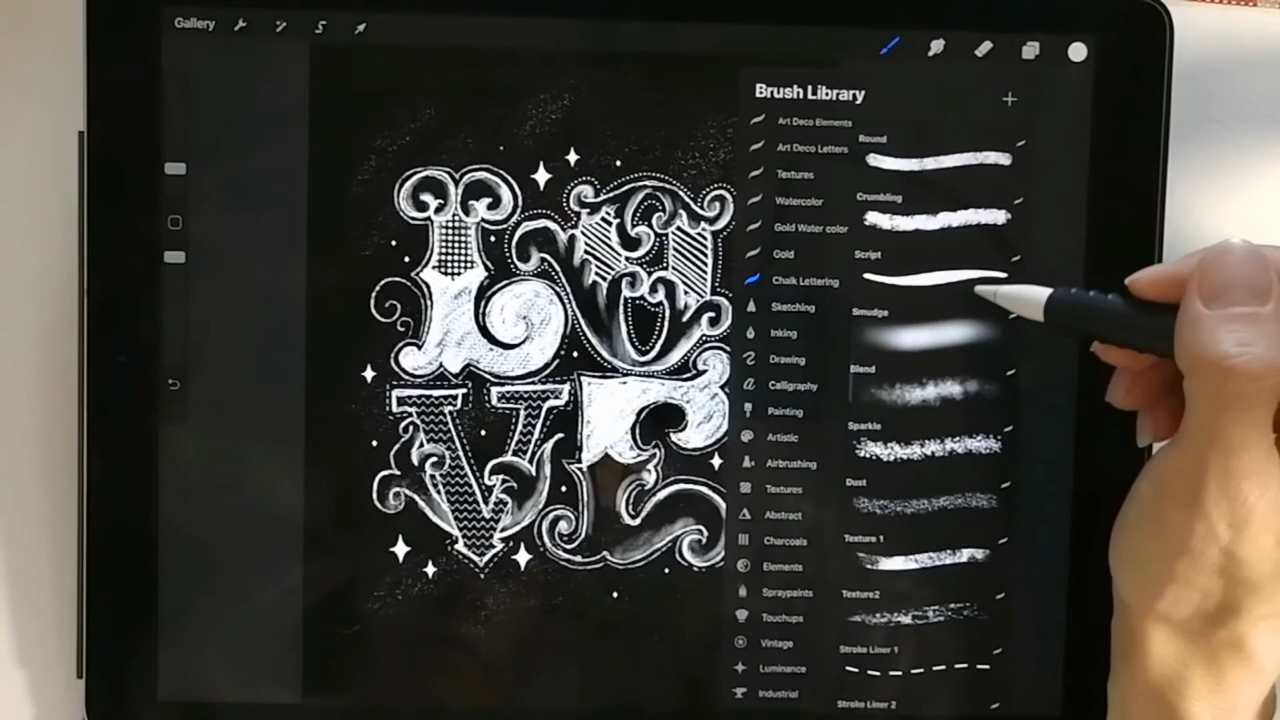 Gallery
LO
VE
Brush Library
Art Deco Elements
Art Deco Letters
Textures
Watercolor
Gold Water color
Gold
Chalk Lettering
Sketching
Inking
Drawing
Calligraphy
Painting
Artistic
Airbrushing
Textures
Abstract
Charcoals
Elements
Spraypaints
Touchups
Vintage
Luminance
Industrial
Round
Crumbling
Script
Smudge
Blend
Sparkle
Dust
Texture 1
Texture2
Stroke Liner 1
Stroke Liner 2